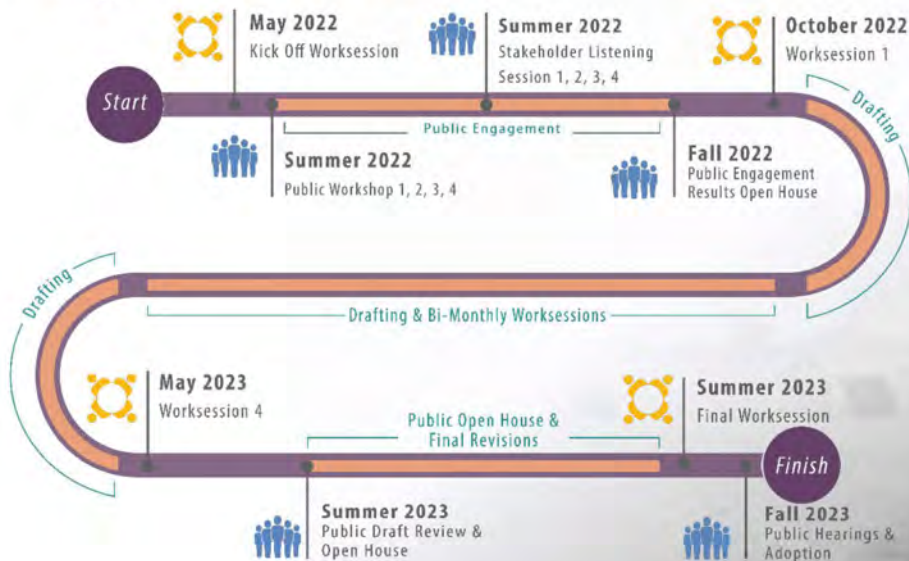 May 2022
Kick Off Worksession
Summer 2022
Stakeholder Listening
Session 1, 2, 3, 4
October 2022
Worksession 1
Start
Public Engagement
Drafting
Summer 2022
Public Workshop 1, 2, 3, 4
Fall 2022
Public Engagement
Results Open House
Drafting
Drafting & Bi-Monthly Worksessions
May 2023
Worksession 4
Public Open House &
Final Revisions
Summer 2023
Final Worksession
Finish
Summer 2023
Public Draft Review &
Open House
Fall 2023
Public Hearings &
Adoption